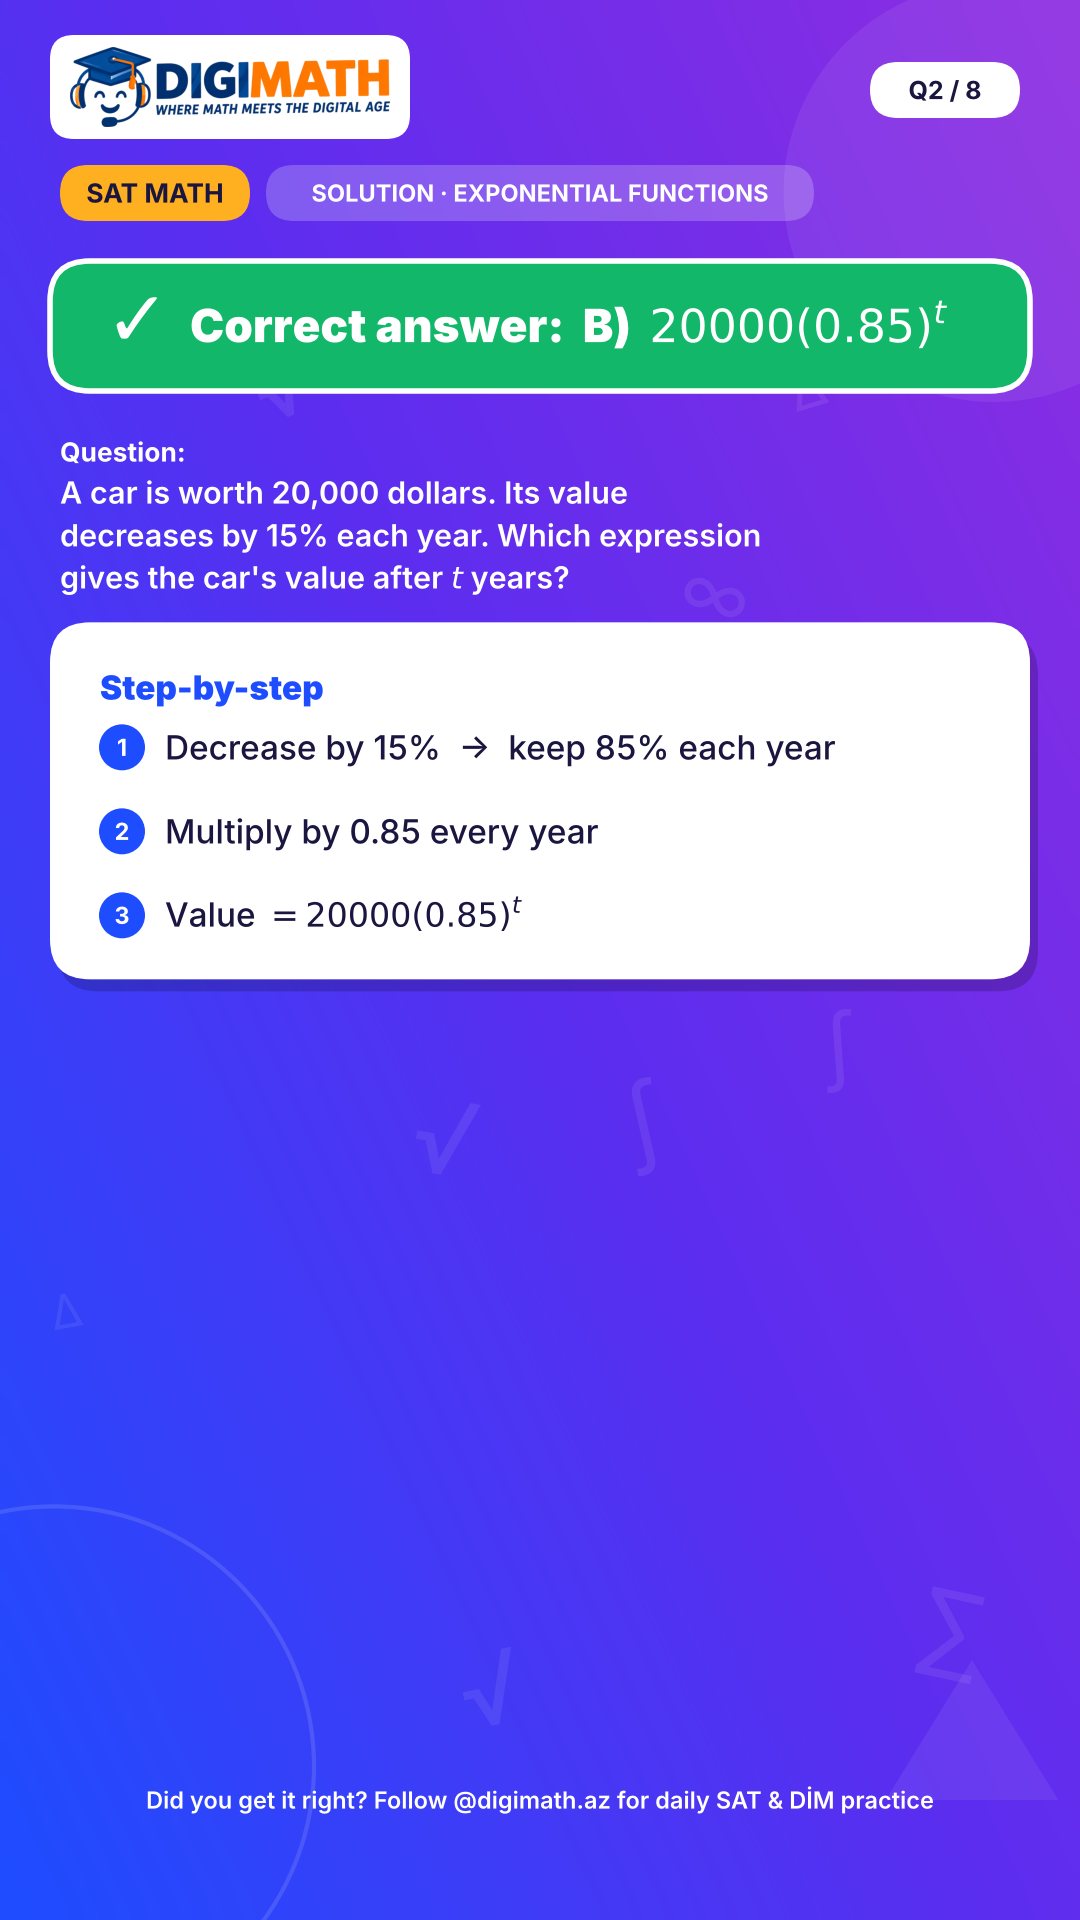 DIGIMATH
WHERE MATH MEETS THE DIGITAL AGE
Q2 / 8
SAT MATH
SOLUTION · EXPONENTIAL FUNCTIONS
✓ Correct answer: B) 20000(0.85)^t
Question:
A car is worth 20,000 dollars. Its value
decreases by 15% each year. Which expression
gives the car's value after t years?
Step-by-step
1 Decrease by 15% → keep 85% each year
2 Multiply by 0.85 every year
3 Value = 20000(0.85)^t
Did you get it right? Follow @digimath.az for daily SAT & DİM practice